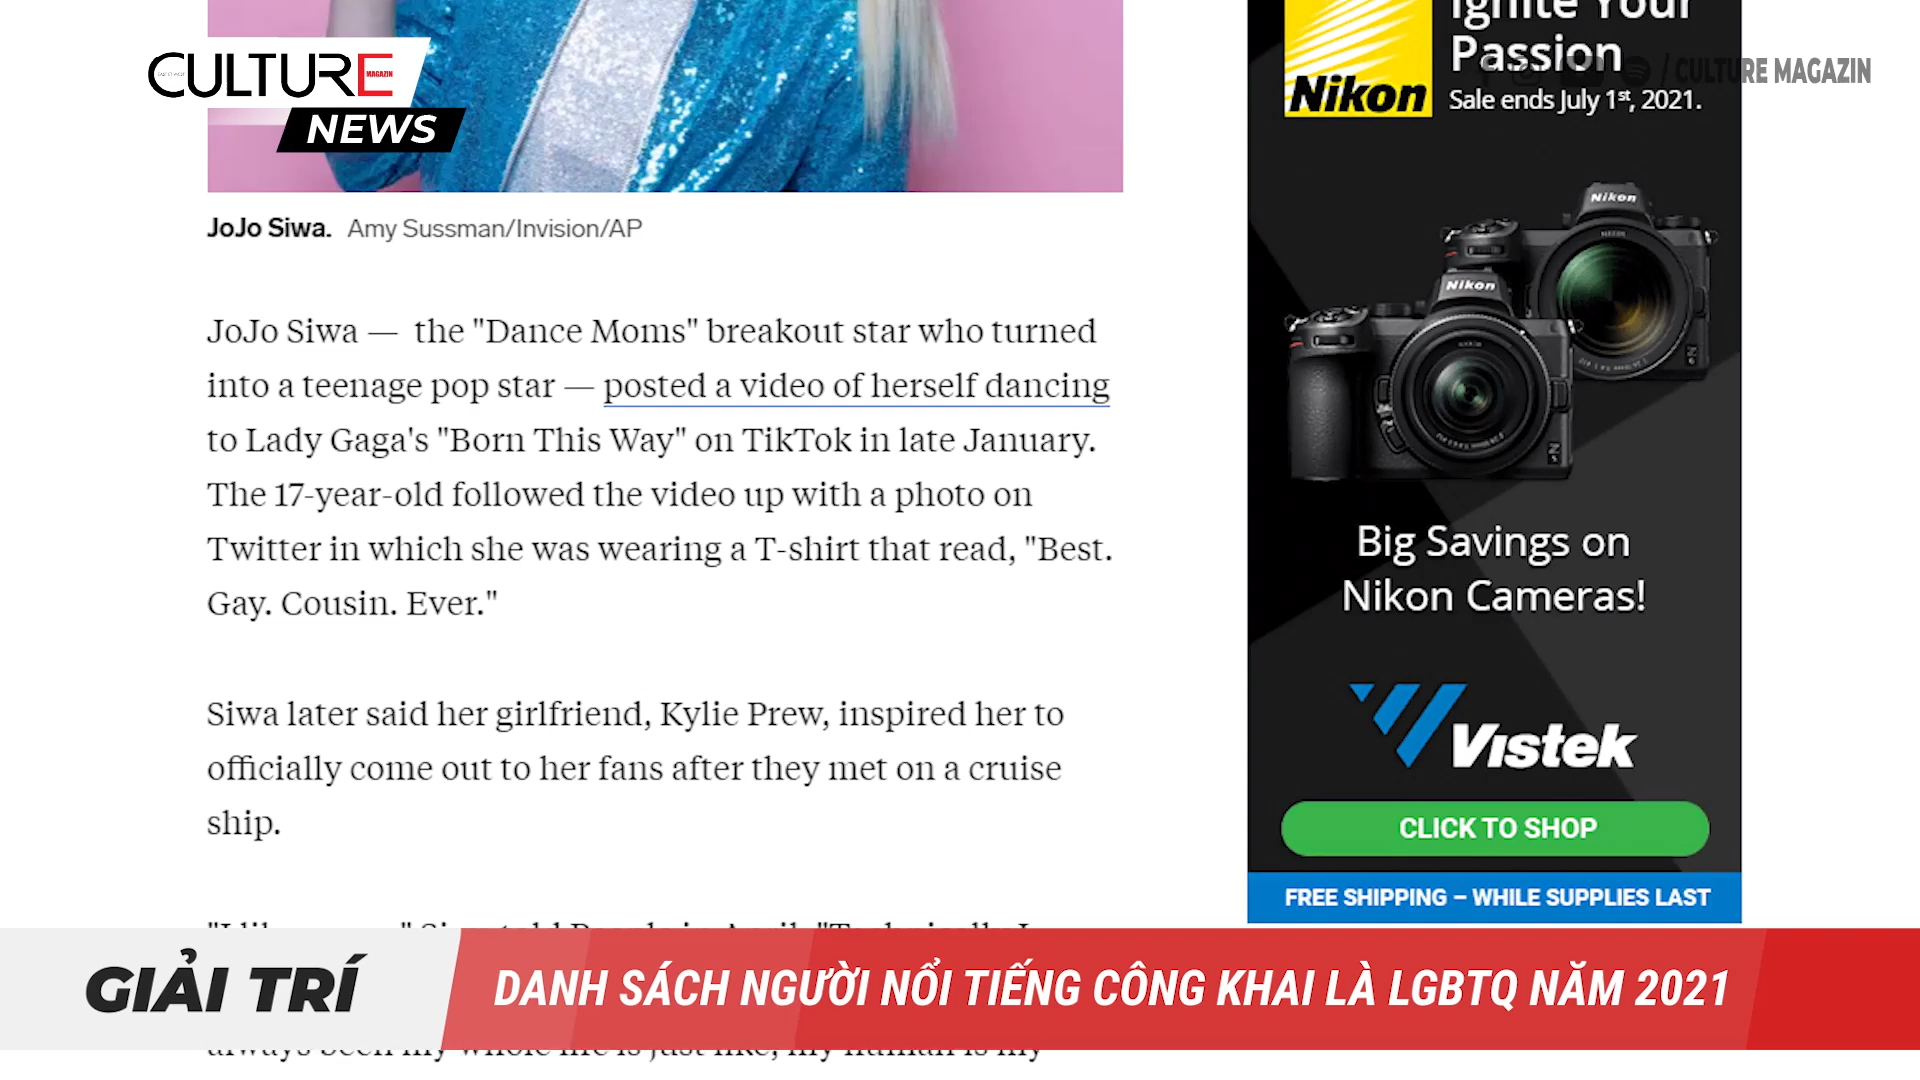 CULTURE
MAGAZIN
NEWS
JoJo Siwa. Amy Sussman/Invision/AP
JoJo Siwa — the "Dance Moms" breakout star who turned
into a teenage pop star — posted a video of herself dancing
to Lady Gaga's "Born This Way" on TikTok in late January.
The 17-year-old followed the video up with a photo on
Twitter in which she was wearing a T-shirt that read, "Best.
Gay. Cousin. Ever."
Siwa later said her girlfriend, Kylie Prew, inspired her to
officially come out to her fans after they met on a cruise
ship.
Ignite Your
Passion
/ CULTURE MAGAZIN
Nikon
Sale ends July 1st, 2021.
Nikon
Nikon
Big Savings on
Nikon Cameras!
Vistek
CLICK TO SHOP
FREE SHIPPING – WHILE SUPPLIES LAST
GIẢI TRÍ
DANH SÁCH NGƯỜI NỔI TIẾNG CÔNG KHAI LÀ LGBTQ NĂM 2021